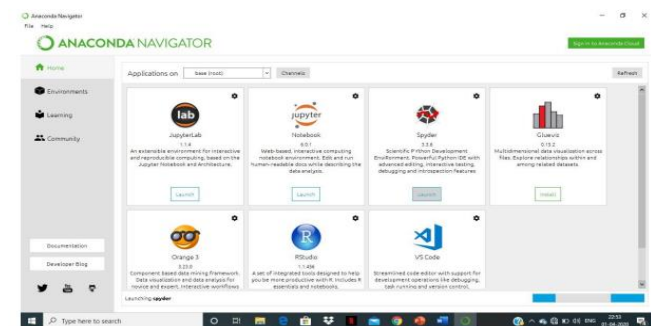 Anaconda Navigator
File Help
ANACONDA NAVIGATOR
Sign in to Anaconda Cloud
Home
Environments
Learning
Community
Documentation
Developer Blog
Applications on base (root) Channels
Refresh
lab
JupyterLab
1.1.4
An extensible environment for interactive
and reproducible computing, based on the
Jupyter Notebook and Architecture.
Launch
jupyter
Notebook
6.0.1
Web-based, interactive computing
notebook environment. Edit and run
human-readable docs while describing the
data analysis.
Launch
Spyder
3.3.6
Scientific PYthon Development
EnviRonment. Powerful Python IDE with
advanced editing, interactive testing,
debugging and introspection features
Launch
Glueviz
0.15.2
Multidimensional data visualization across
files. Explore relationships within and
among related datasets.
Install
Orange 3
3.23.0
Component based data mining framework.
Data visualization and data analysis for
novice and expert. Interactive workflows
R
RStudio
1.1.456
A set of integrated tools designed to help
you be more productive with R. Includes R
essentials and notebooks.
VS Code
Streamlined code editor with support for
development operations like debugging,
task running and version control.
Launching spyder
Type here to search
ENG
22:53
01-04-2020